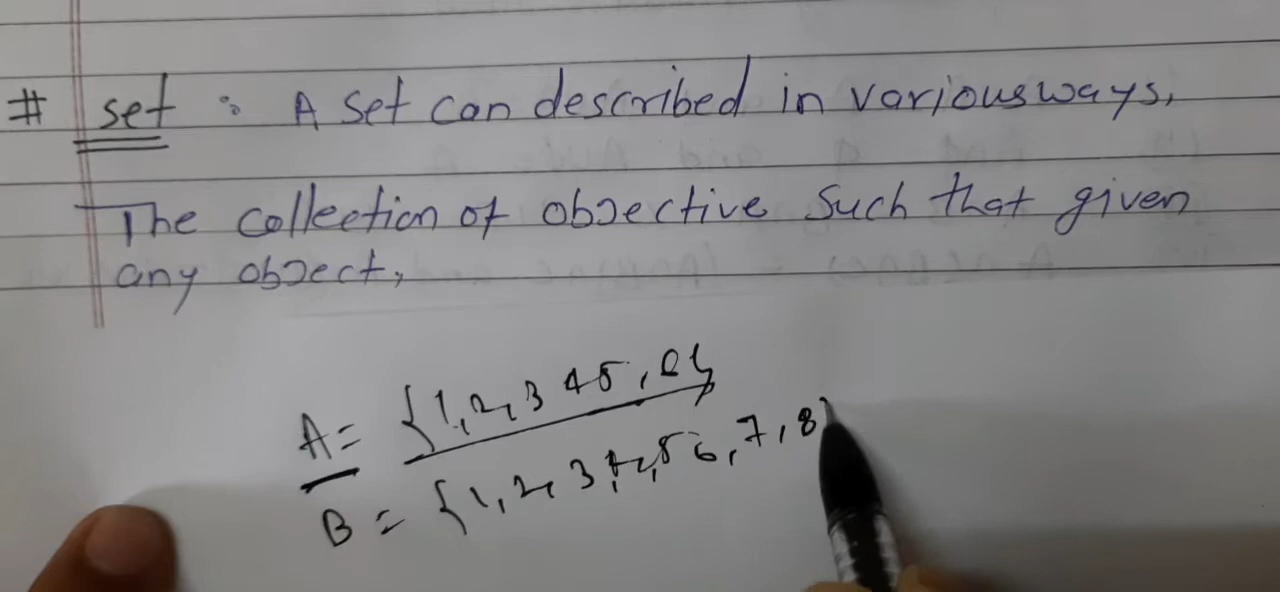 # set : A set can described in various ways,
The collection of objective such that given
any object,
A = {1, 2, 3 4 5,
B = {1, 2, 3, 4, 5 6, 7, 8}